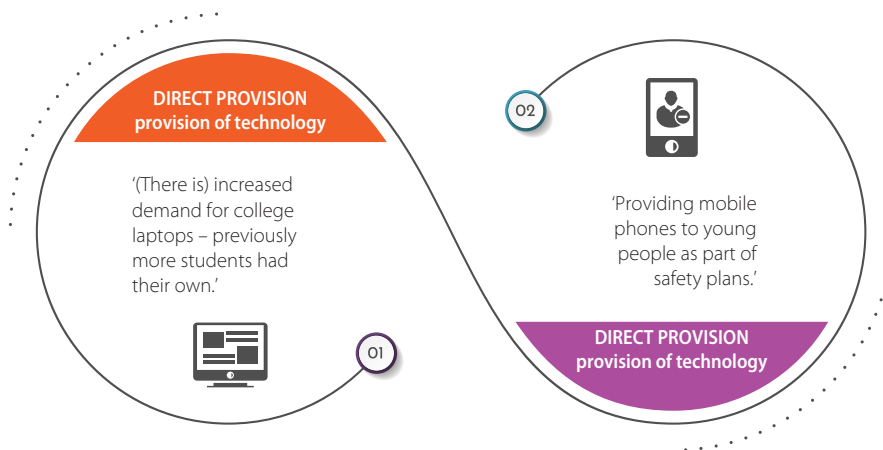 DIRECT PROVISION
provision of technology
‘(There is) increased
demand for college
laptops – previously
more students had
their own.’
01
02
‘Providing mobile
phones to young
people as part of
safety plans.’
DIRECT PROVISION
provision of technology